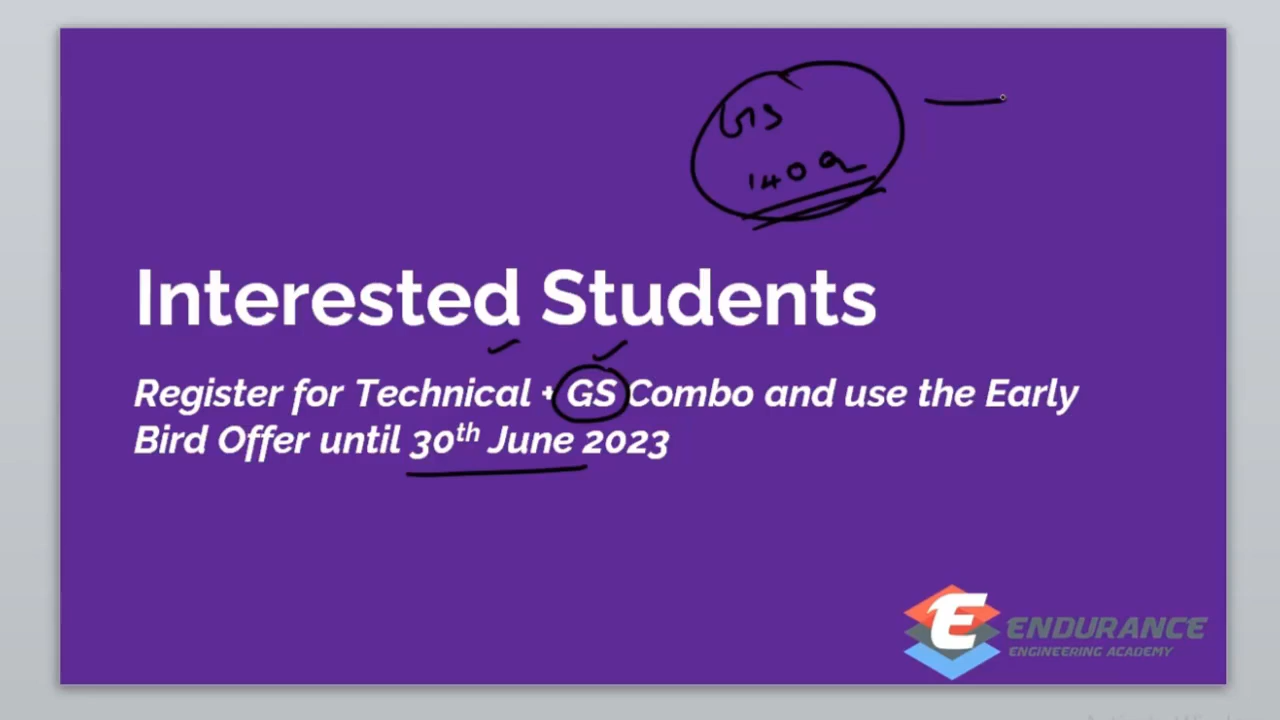 GS
140 Q
Interested Students
Register for Technical + GS Combo and use the Early
Bird Offer until 30th June 2023
E ENDURANCE
ENGINEERING ACADEMY